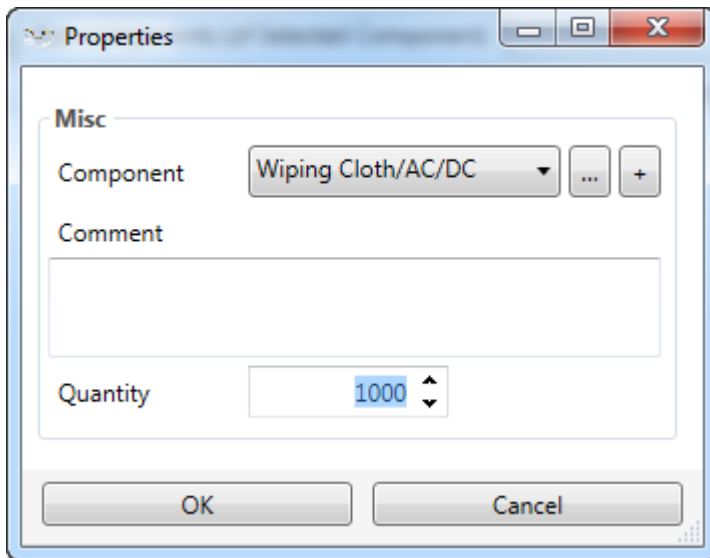 Properties
Misc
Component Wiping Cloth/AC/DC ... +
Comment
Quantity 1000
OK Cancel